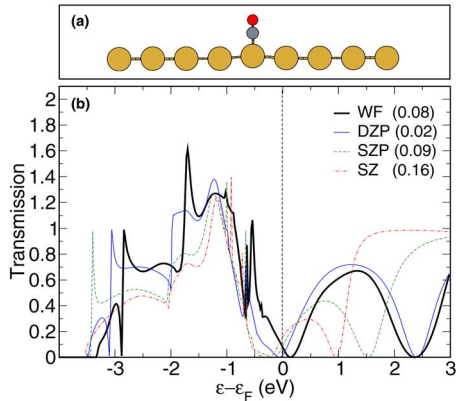 (a)
(b)
2
1.8
1.6
1.4
1.2
1
0.8
0.6
0.4
0.2
0
Transmission
WF (0.08)
DZP (0.02)
SZP (0.09)
SZ (0.16)
-3 -2 -1 0 1 2 3
ε-εF (eV)